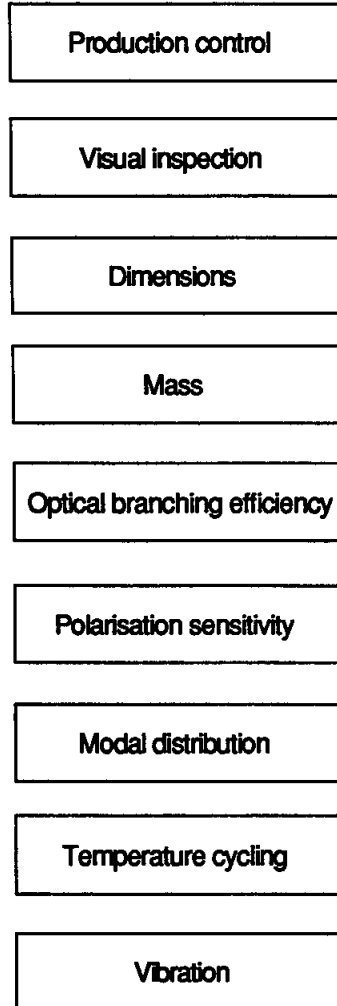 Production control
Visual inspection
Dimensions
Mass
Optical branching efficiency
Polarisation sensitivity
Modal distribution
Temperature cycling
Vibration